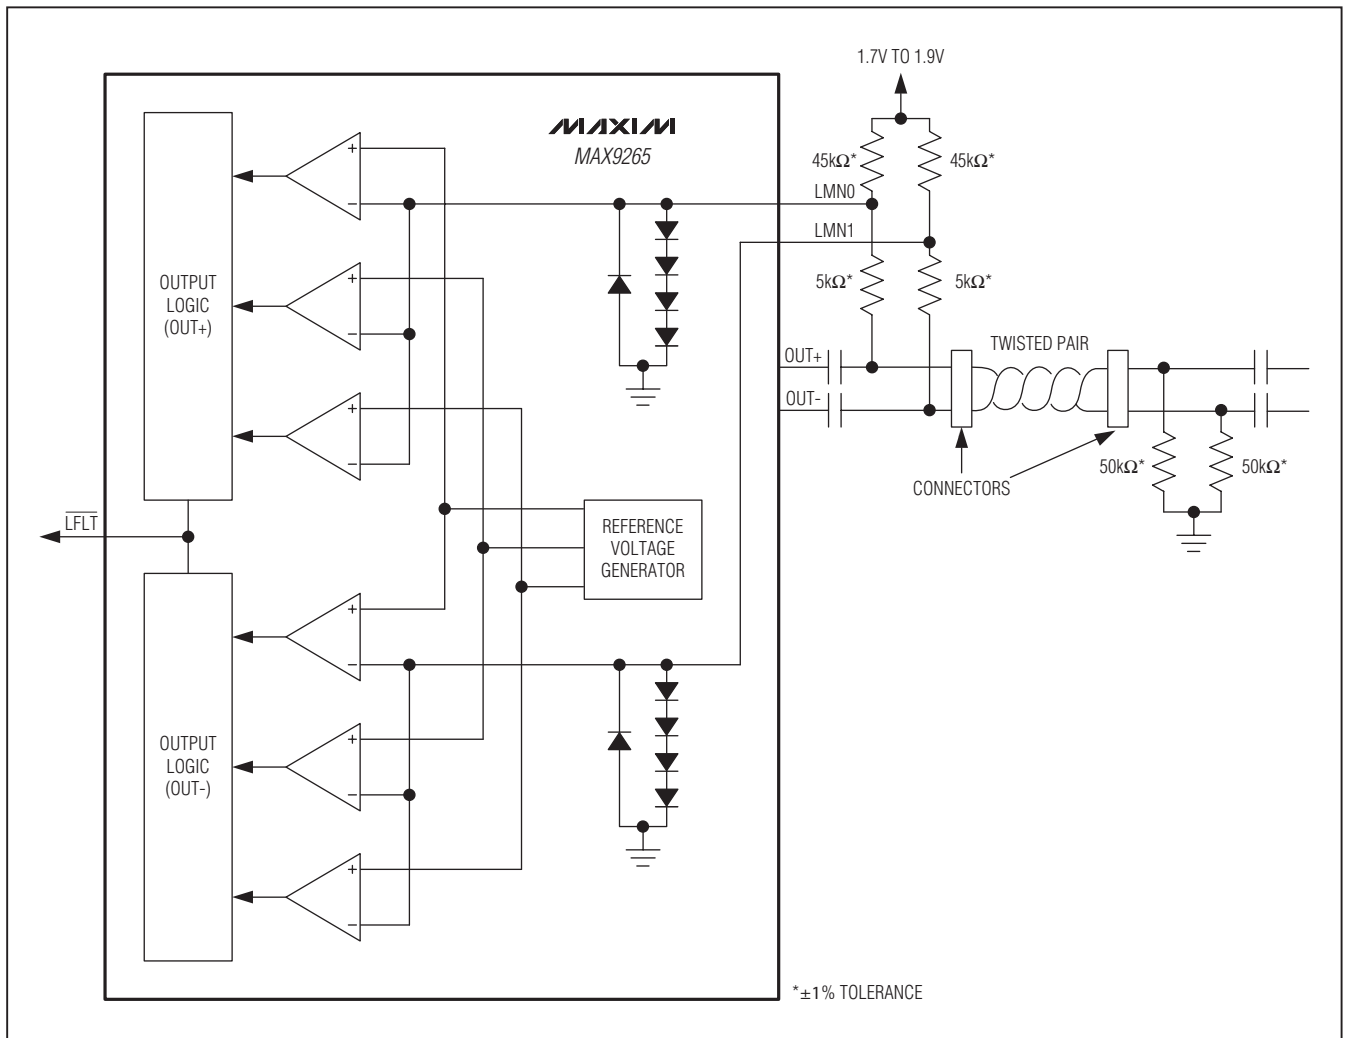 1.7V TO 1.9V
MAXIM
MAX9265
45kΩ*
45kΩ*
LMN0
LMN1
+
−
OUTPUT
LOGIC
(OUT+)
+
−
5kΩ*
5kΩ*
TWISTED PAIR
OUT+
OUT-
+
−
50kΩ*
50kΩ*
CONNECTORS
LFLT
REFERENCE
VOLTAGE
GENERATOR
+
−
OUTPUT
LOGIC
(OUT-)
+
−
+
−
*±1% TOLERANCE